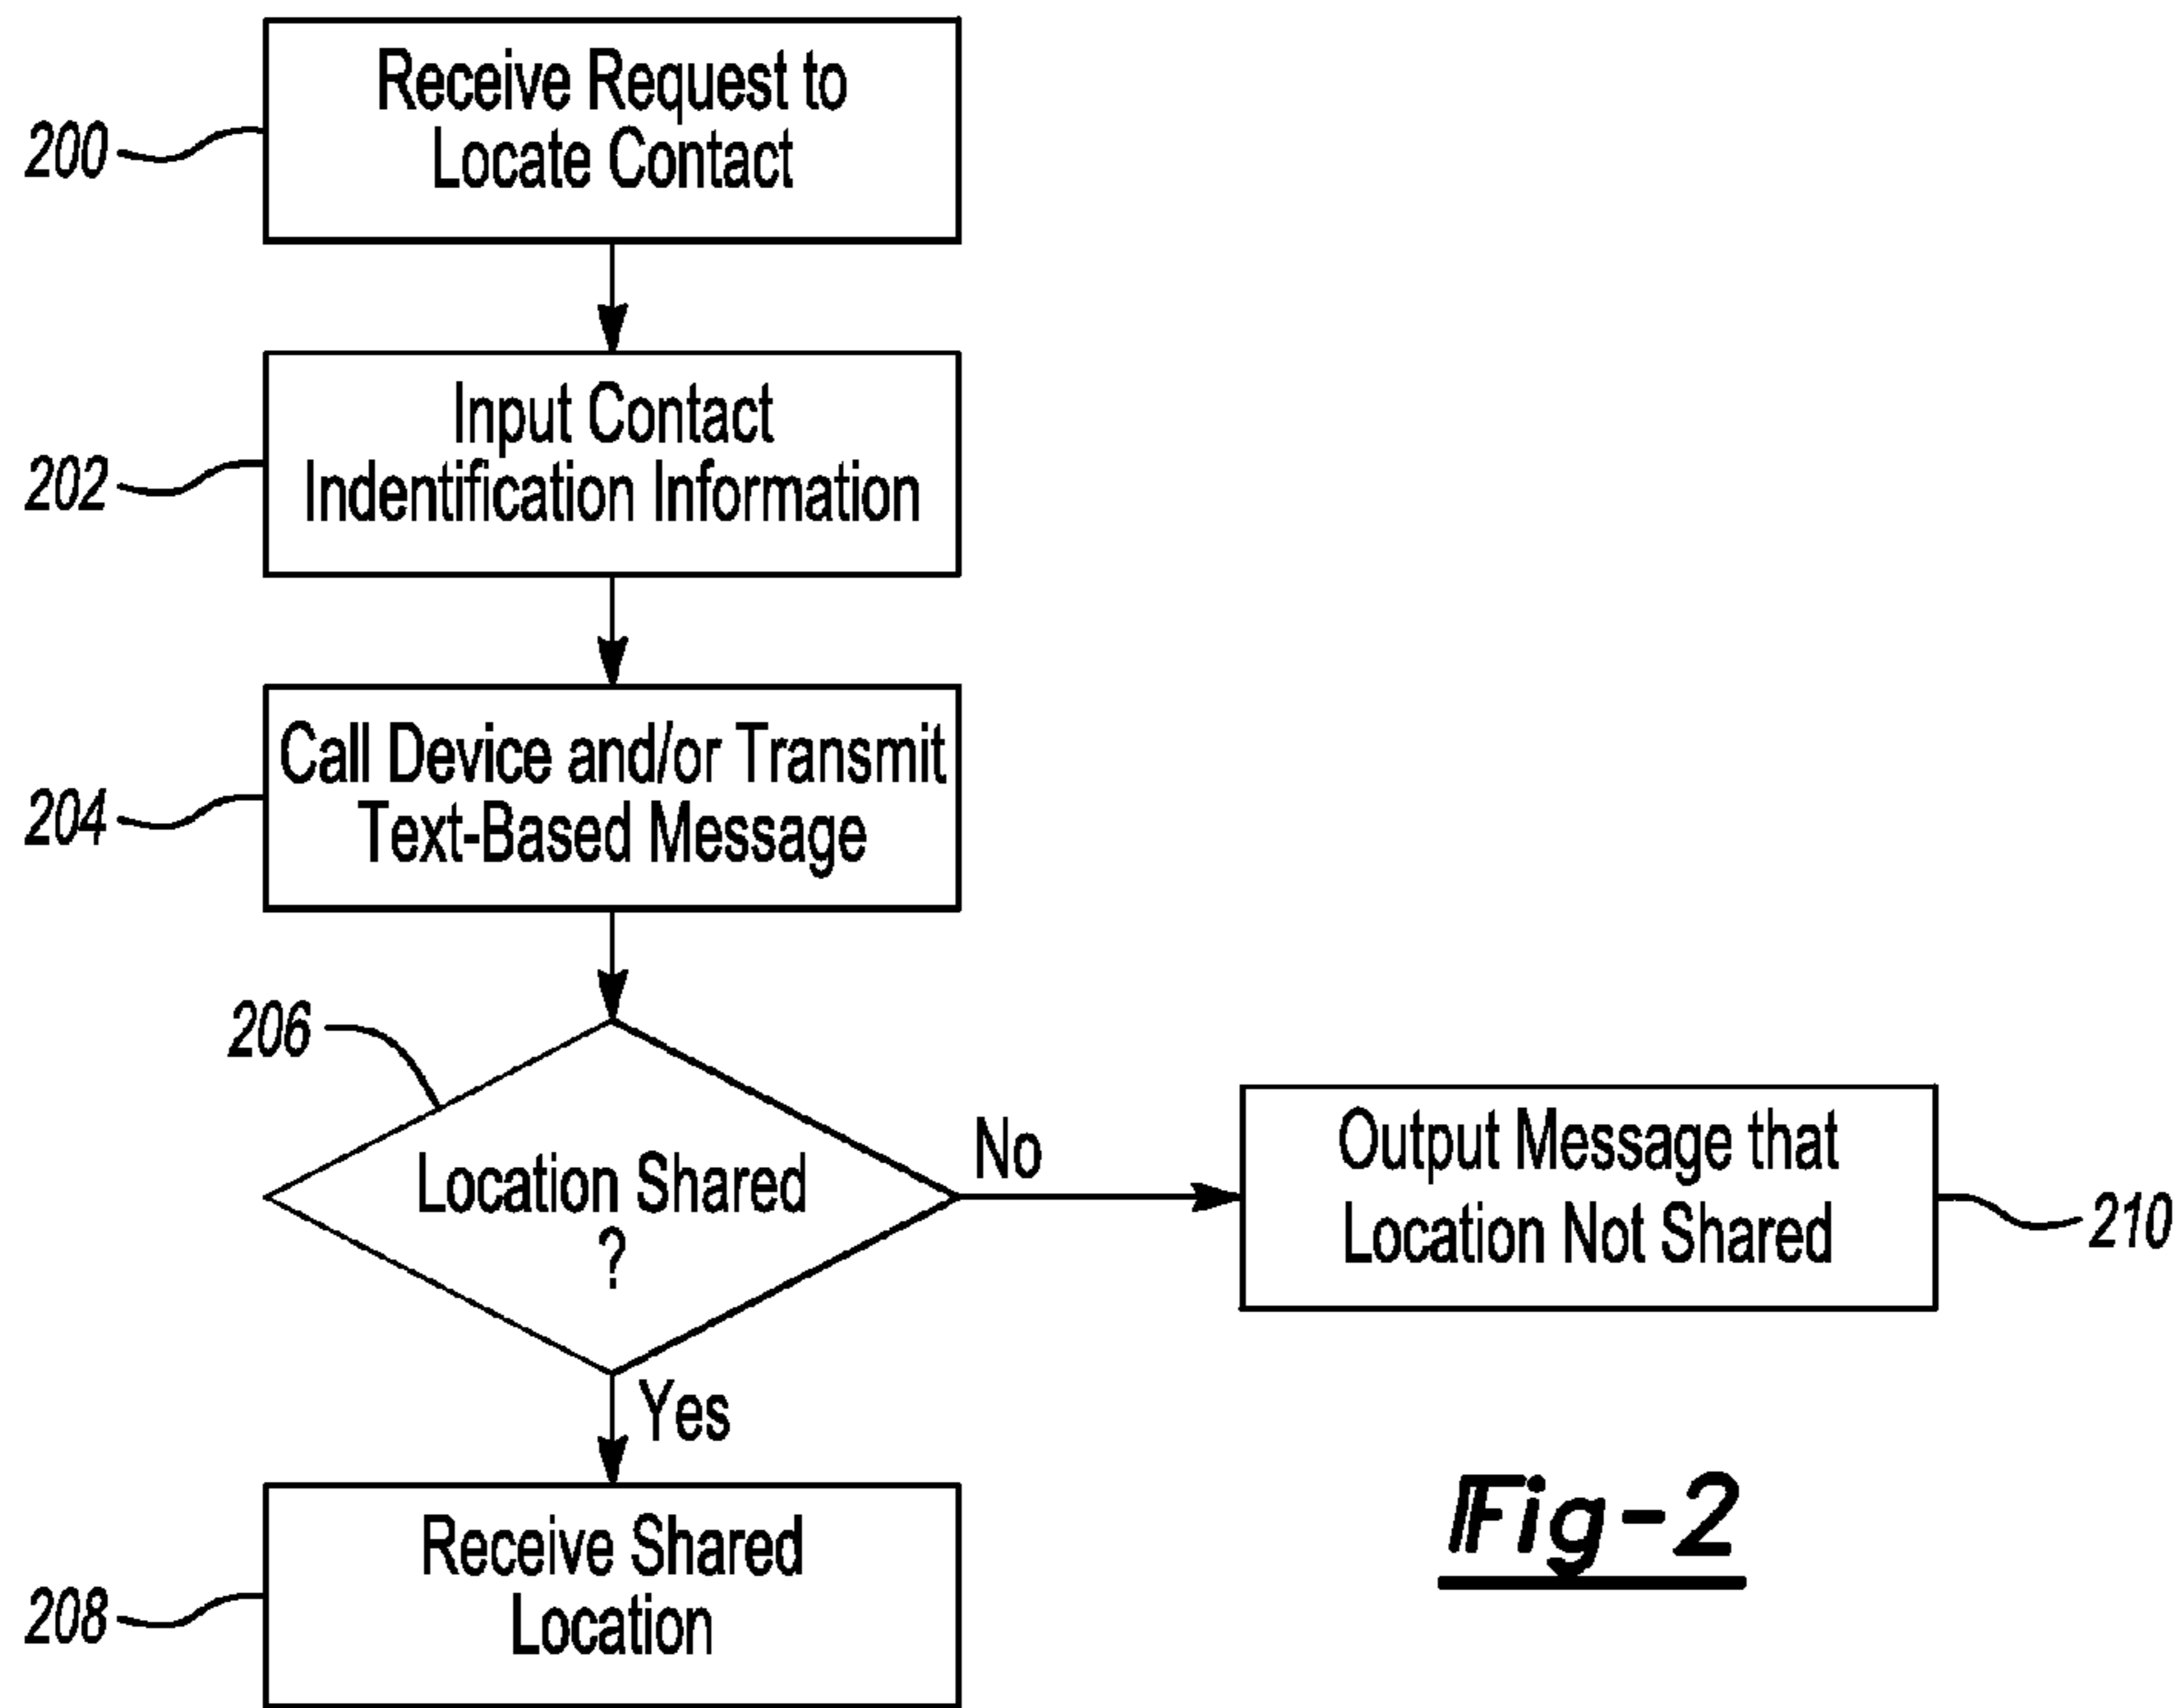 200
Receive Request to
Locate Contact
202
Input Contact
Indentification Information
204
Call Device and/or Transmit
Text-Based Message
206
Location Shared
?
No
Output Message that
Location Not Shared
210
Yes
208
Receive Shared
Location
Fig-2